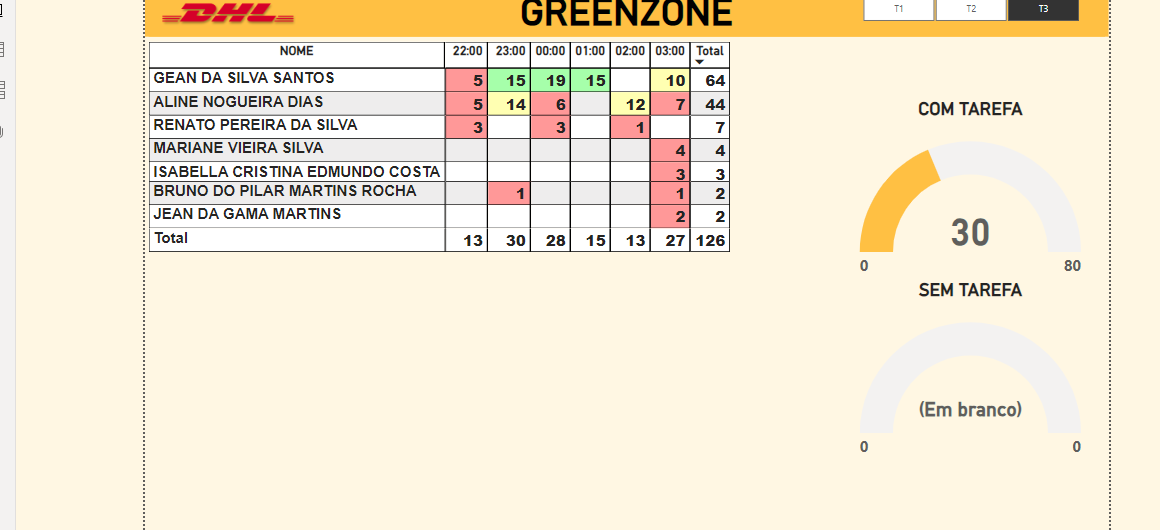 DHL GREENZONE T1 T2 T3
NOME 22:00 23:00 00:00 01:00 02:00 03:00 Total
GEAN DA SILVA SANTOS 5 15 19 15 10 64
ALINE NOGUEIRA DIAS 5 14 6 12 7 44
RENATO PEREIRA DA SILVA 3 3 1 7
MARIANE VIEIRA SILVA 4 4
ISABELLA CRISTINA EDMUNDO COSTA 3 3
BRUNO DO PILAR MARTINS ROCHA 1 1 2
JEAN DA GAMA MARTINS 2 2
Total 13 30 28 15 13 27 126
COM TAREFA
30
0 80
SEM TAREFA
(Em branco)
0 0